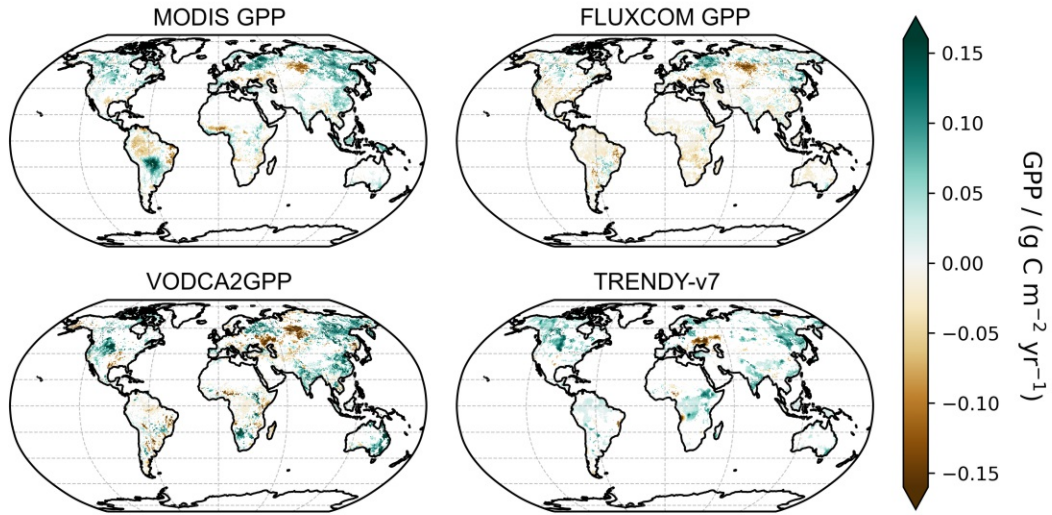 MODIS GPP
FLUXCOM GPP
VODCA2GPP
TRENDY-v7
0.15
0.10
0.05
0.00
−0.05
−0.10
−0.15
GPP / (g C m⁻² yr⁻¹)